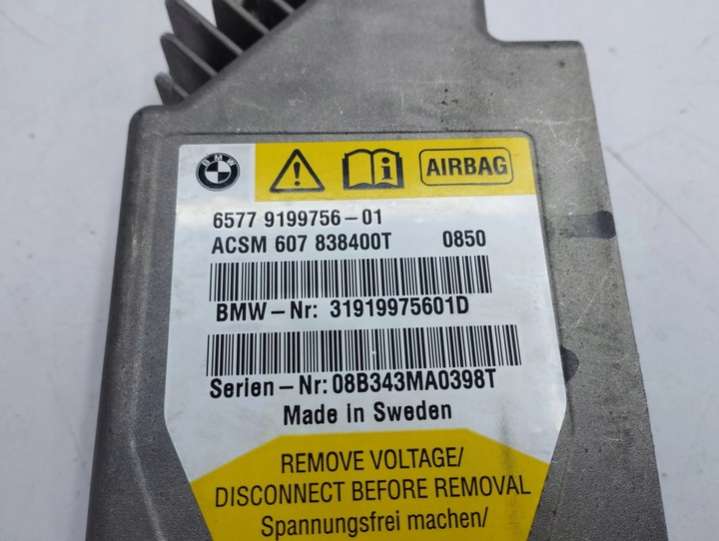 BMW
AIRBAG
6577 9199756-01
ACSM 607 838400T 0850
BMW-Nr: 31919975601D
Serien-Nr: 08B343MA0398T
Made in Sweden
REMOVE VOLTAGE/
DISCONNECT BEFORE REMOVAL
Spannungsfrei machen/